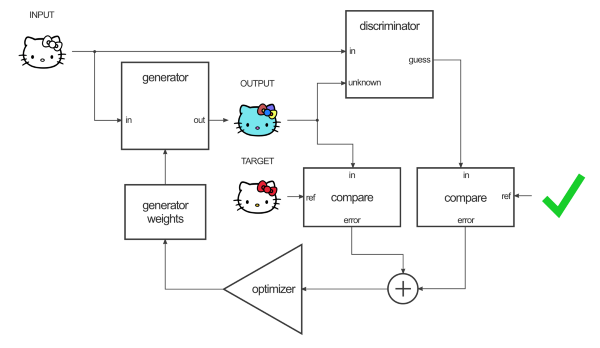 INPUT
discriminator
in
guess
generator
OUTPUT
unknown
in
out
TARGET
in
in
ref
compare
compare
ref
generator
weights
error
error
optimizer
+